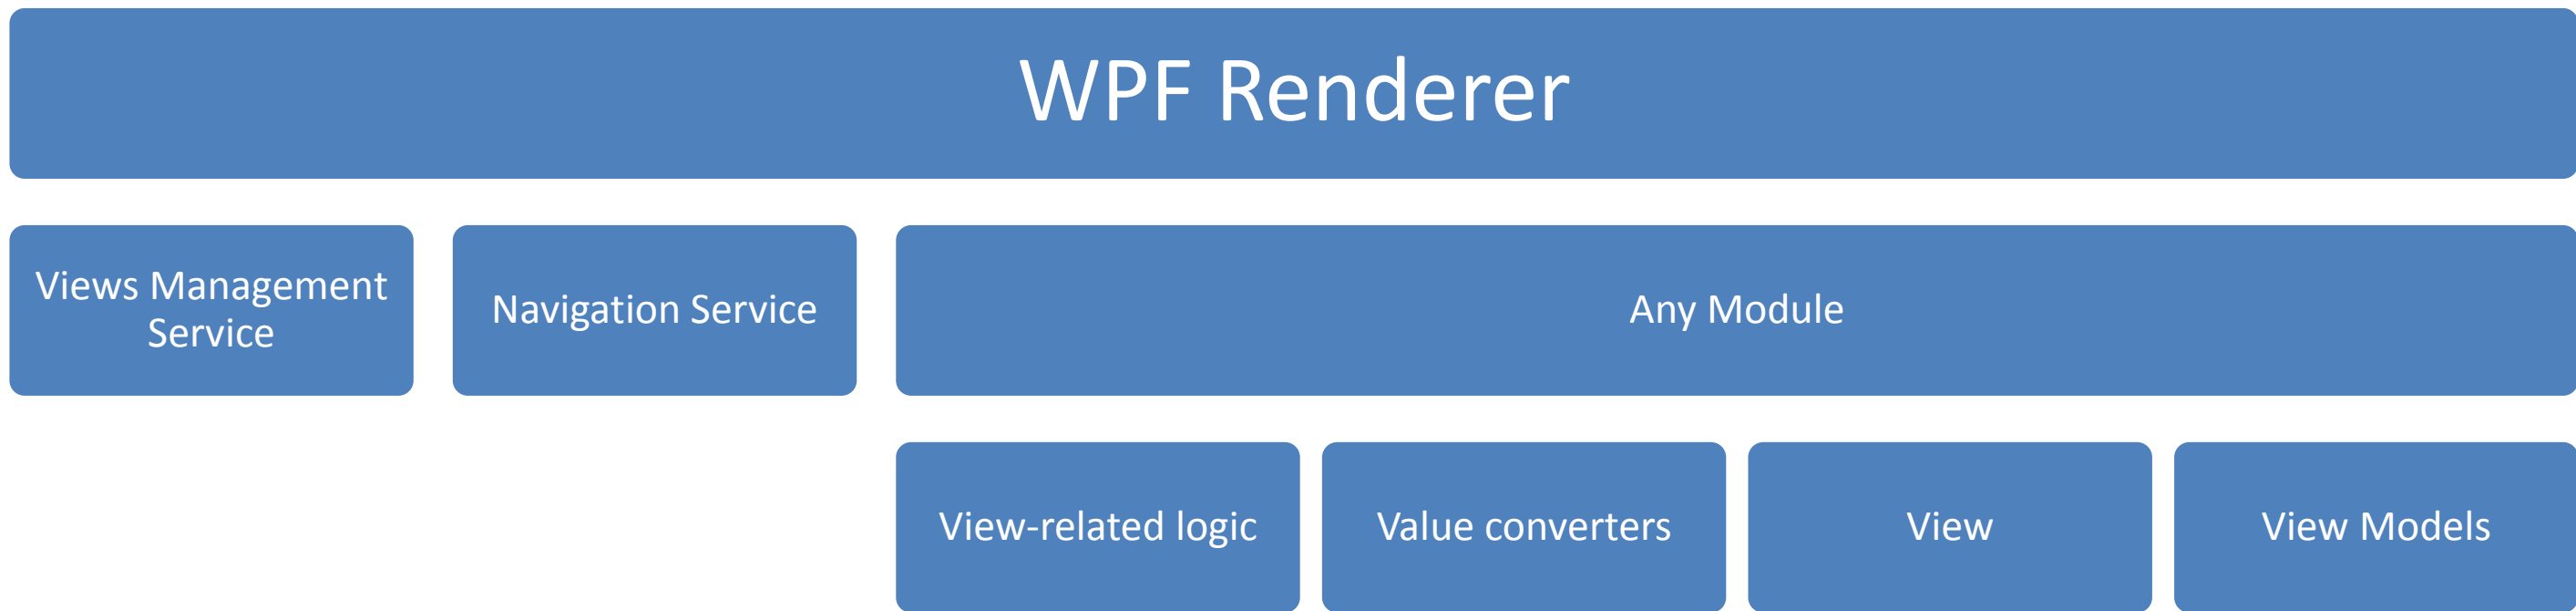 WPF Renderer
Views Management
Service
Navigation Service
Any Module
View-related logic
Value converters
View
View Models